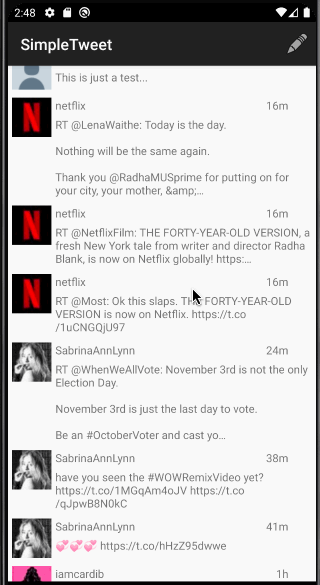 2:48
SimpleTweet
This is just a test...
netflix 16m
RT @LenaWaithe: Today is the day.
Nothing will be the same again.
Thank you @RadhaMUSprime for putting on for
your city, your mother, &amp;…
netflix 16m
RT @NetflixFilm: THE FORTY-YEAR-OLD VERSION, a
fresh New York tale from writer and director Radha
Blank, is now on Netflix globally! https:…
netflix 16m
RT @Most: Ok this slaps. THE FORTY-YEAR-OLD
VERSION is now on Netflix. https://t.co
/1uCNGQjU97
SabrinaAnnLynn 24m
RT @WhenWeAllVote: November 3rd is not the only
Election Day.
November 3rd is just the last day to vote.
Be an #OctoberVoter and cast yo…
SabrinaAnnLynn 38m
have you seen the #WOWRemixVideo yet?
https://t.co/1MGqAm4oJV https://t.co
/qJpwB8N0kC
SabrinaAnnLynn 41m
💞💞💞 https://t.co/hHzZ95dwwe
iamcardib 1h